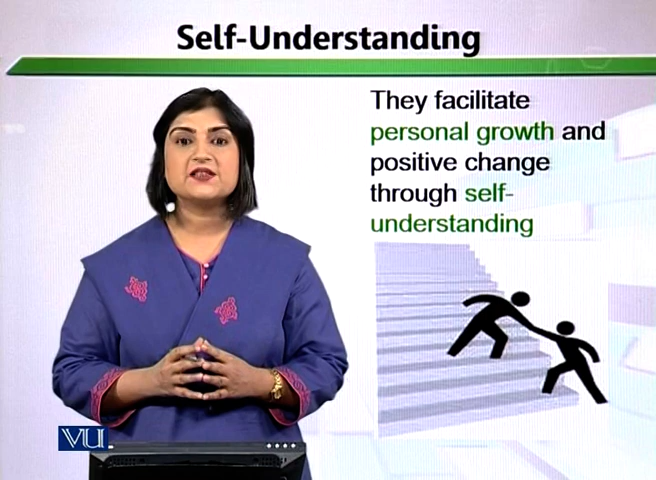 Self-Understanding
They facilitate
personal growth and
positive change
through self-
understanding
VU